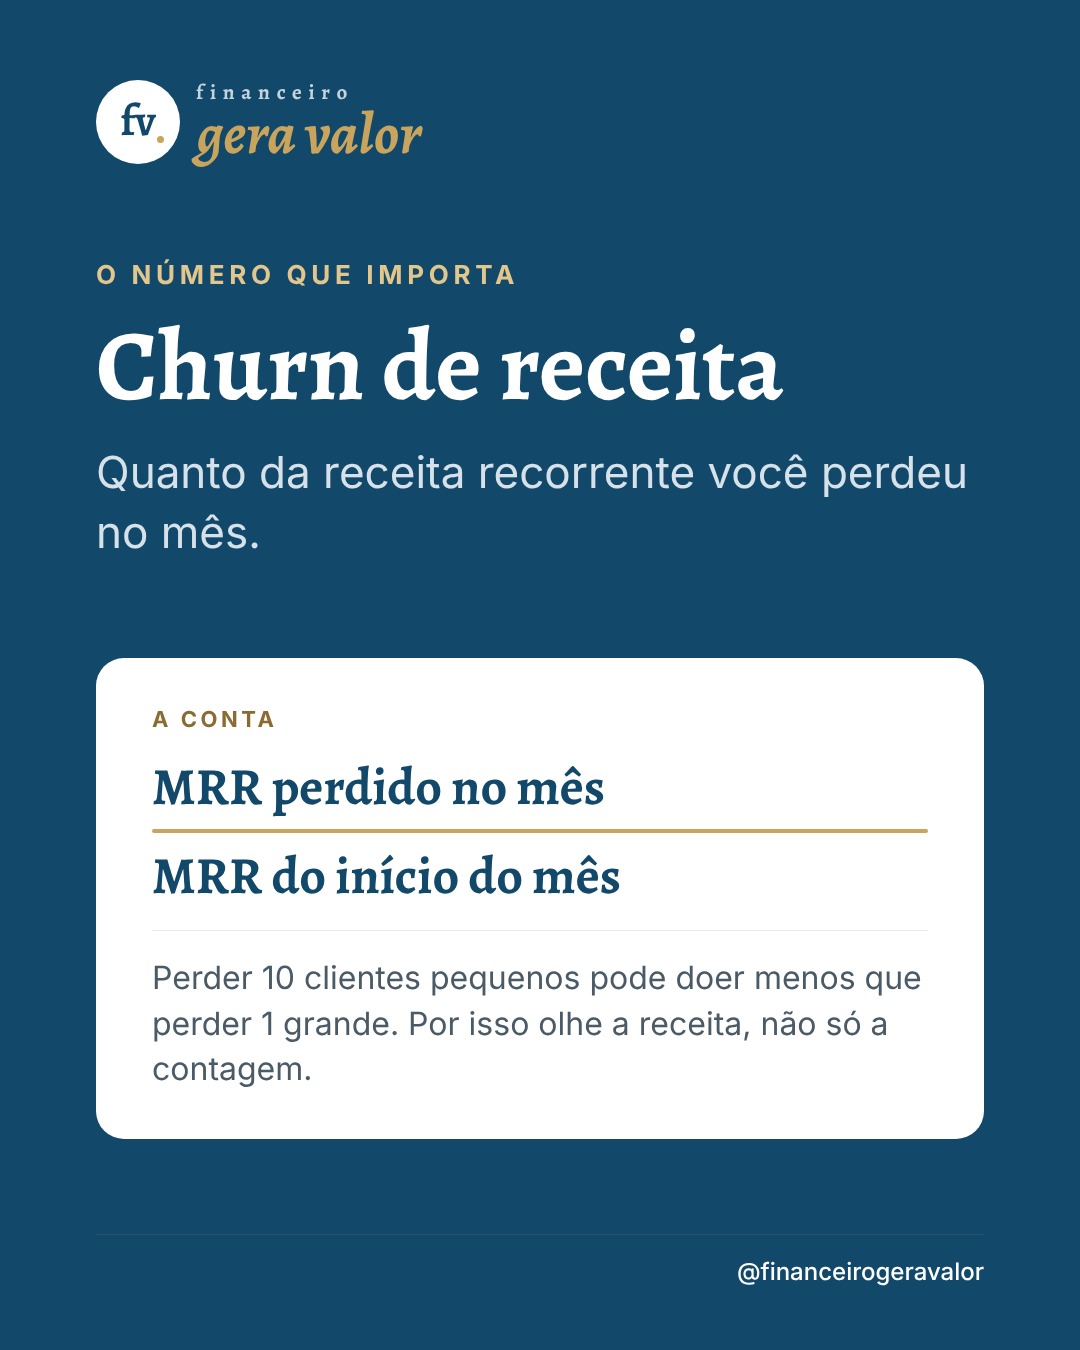 fv.
financeiro
gera valor
O NÚMERO QUE IMPORTA
Churn de receita
Quanto da receita recorrente você perdeu
no mês.
A CONTA
MRR perdido no mês
MRR do início do mês
Perder 10 clientes pequenos pode doer menos que
perder 1 grande. Por isso olhe a receita, não só a
contagem.
@financeirogeravalor